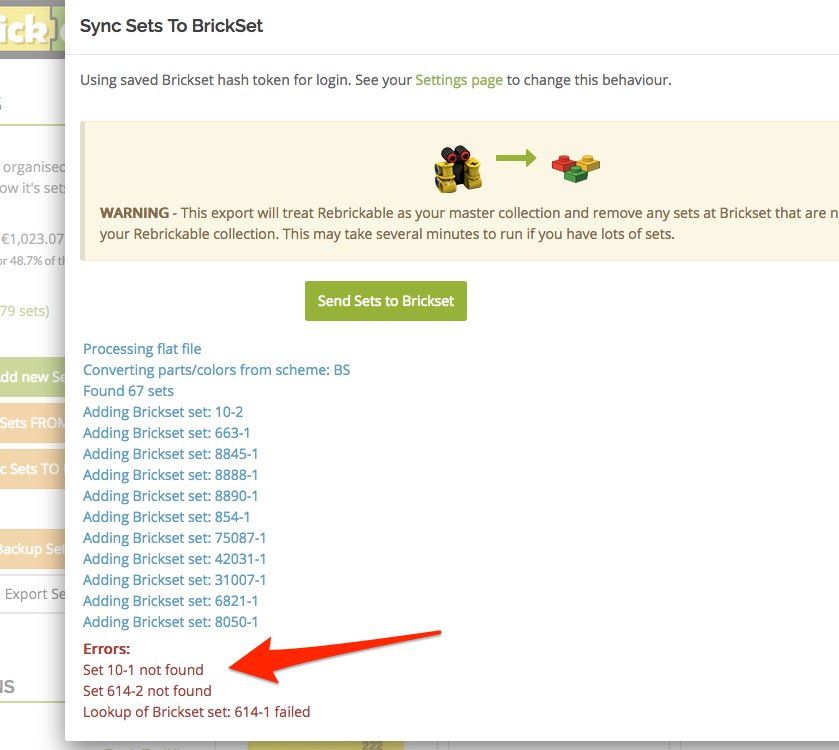 ick
Sync Sets To BrickSet
Using saved Brickset hash token for login. See your Settings page to change this behaviour.
organised
ow it's sets
€1,023.07
or 48.7% of th
79 sets)
WARNING - This export will treat Rebrickable as your master collection and remove any sets at Brickset that are n
your Rebrickable collection. This may take several minutes to run if you have lots of sets.
Send Sets to Brickset
Processing flat file
Converting parts/colors from scheme: BS
Found 67 sets
Adding Brickset set: 10-2
Adding Brickset set: 663-1
Adding Brickset set: 8845-1
Adding Brickset set: 8888-1
Adding Brickset set: 8890-1
Adding Brickset set: 854-1
Adding Brickset set: 75087-1
Adding Brickset set: 42031-1
Adding Brickset set: 31007-1
Adding Brickset set: 6821-1
Adding Brickset set: 8050-1
Errors:
Set 10-1 not found
Set 614-2 not found
Lookup of Brickset set: 614-1 failed
dd new Se
Sets FROM
c Sets TO
Backup Set
Export Se
NS
222